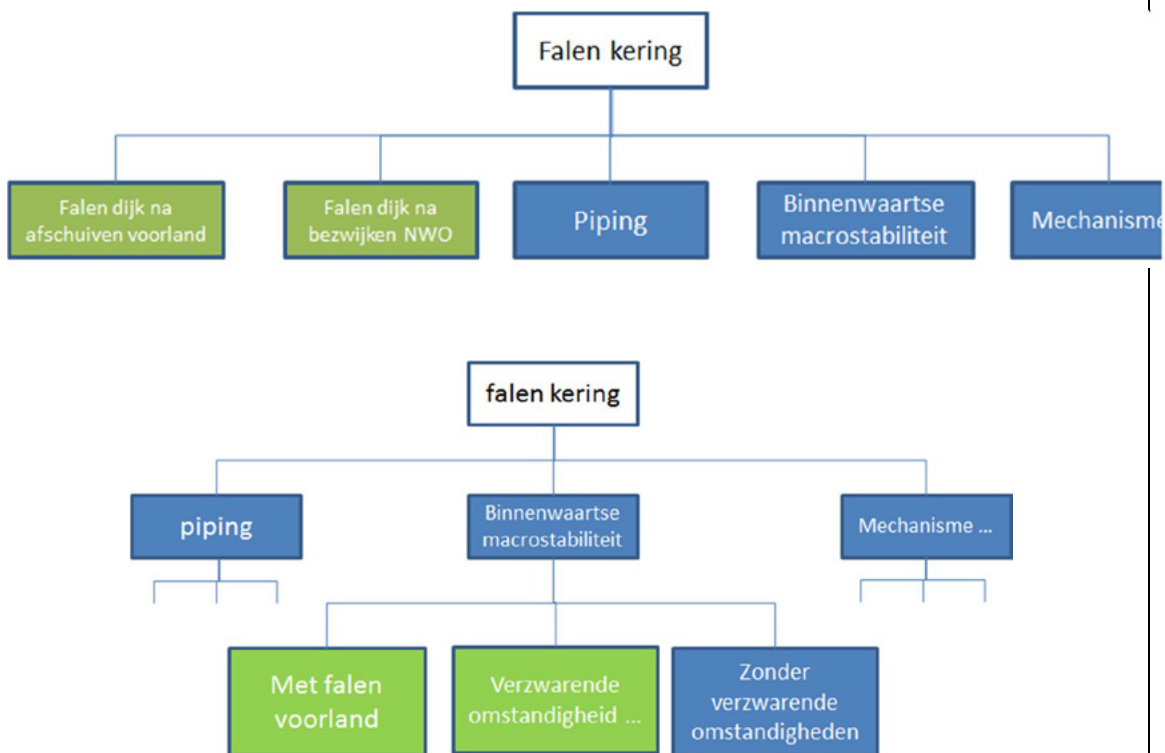 Falen kering
Falen dijk na
afschuiven voorland
Falen dijk na
bezwijken NWO
Piping
Binnenwaartse
macrostabiliteit
Mechanisme
falen kering
piping
Binnenwaartse
macrostabiliteit
Mechanisme ...
Met falen
voorland
Verzwarende
omstandigheid ...
Zonder
verzwarende
omstandigheden